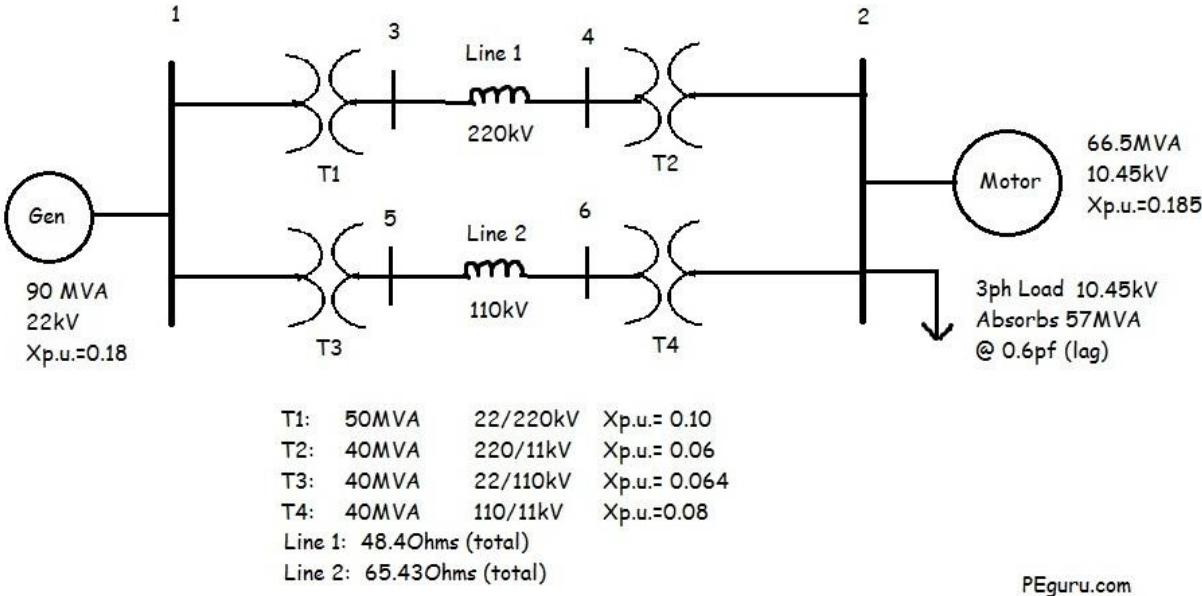 1
2
3
4
Line 1
220kV
T1
T2
66.5MVA
10.45kV
Xp.u.=0.185
Motor
Gen
5
6
Line 2
110kV
T3
T4
90 MVA
22kV
Xp.u.=0.18
3ph Load 10.45kV
Absorbs 57MVA
@ 0.6pf (lag)
T1: 50MVA 22/220kV Xp.u.= 0.10
T2: 40MVA 220/11kV Xp.u.= 0.06
T3: 40MVA 22/110kV Xp.u.= 0.064
T4: 40MVA 110/11kV Xp.u.=0.08
Line 1: 48.4Ohms (total)
Line 2: 65.43Ohms (total)
PEguru.com